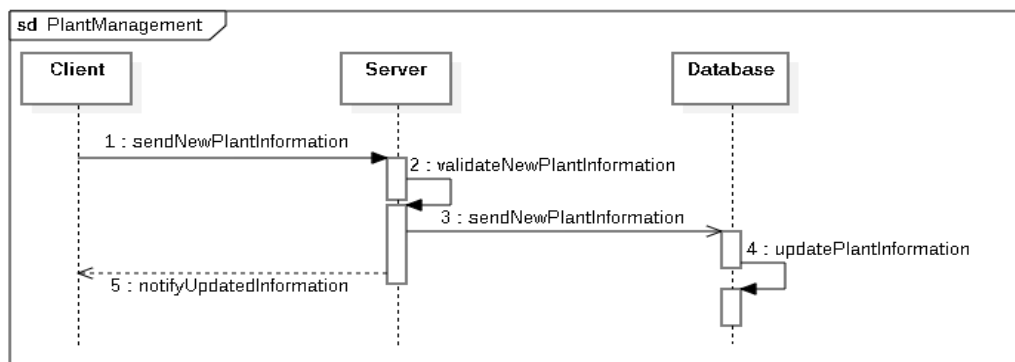 sd PlantManagement
Client
Server
Database
1 : sendNewPlantInformation
2 : validateNewPlantInformation
3 : sendNewPlantInformation
4 : updatePlantInformation
5 : notifyUpdatedInformation